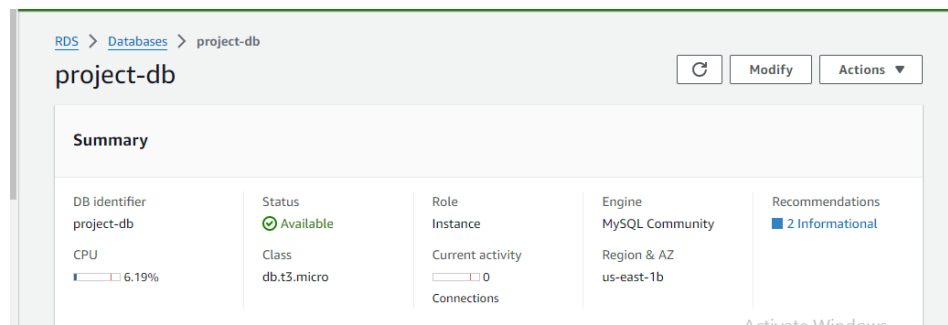 RDS > Databases > project-db
project-db
Modify
Actions ▼
Summary
DB identifier
project-db
Status
Available
Role
Instance
Engine
MySQL Community
Recommendations
2 Informational
CPU
6.19%
Class
db.t3.micro
Current activity
0
Connections
Region & AZ
us-east-1b
Activate Windows